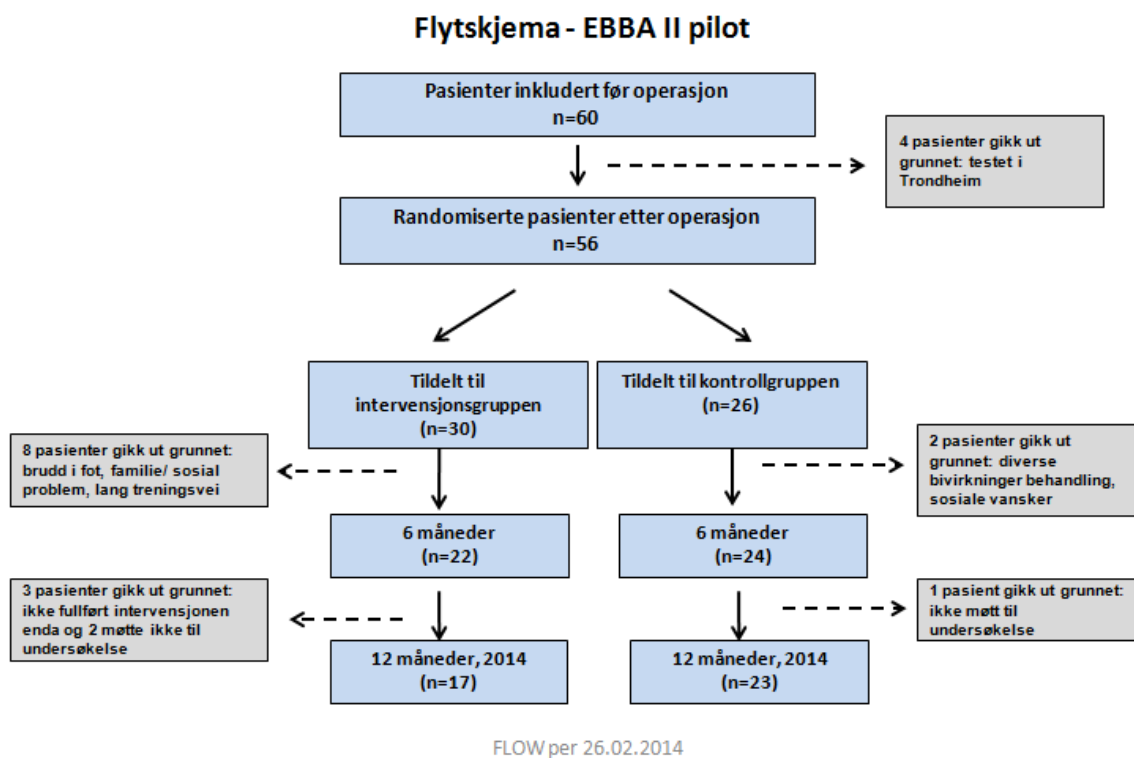 Flytskjema - EBBA II pilot
Pasienter inkludert før operasjon
n=60
4 pasienter gikk ut
grunnet: testet i
Trondheim
Randomiserte pasienter etter operasjon
n=56
Tildelt til
intervensjonsgruppen
(n=30)
Tildelt til kontrollgruppen
(n=26)
8 pasienter gikk ut grunnet:
brudd i fot, familie/ sosial
problem, lang treningsvei
2 pasienter gikk ut
grunnet: diverse
bivirkninger behandling,
sosiale vansker
6 måneder
(n=22)
6 måneder
(n=24)
3 pasienter gikk ut grunnet:
ikke fullført intervensjonen
enda og 2 møtte ikke til
undersøkelse
1 pasient gikk ut grunnet:
ikke møtt til
undersøkelse
12 måneder, 2014
(n=17)
12 måneder, 2014
(n=23)
FLOW per 26.02.2014